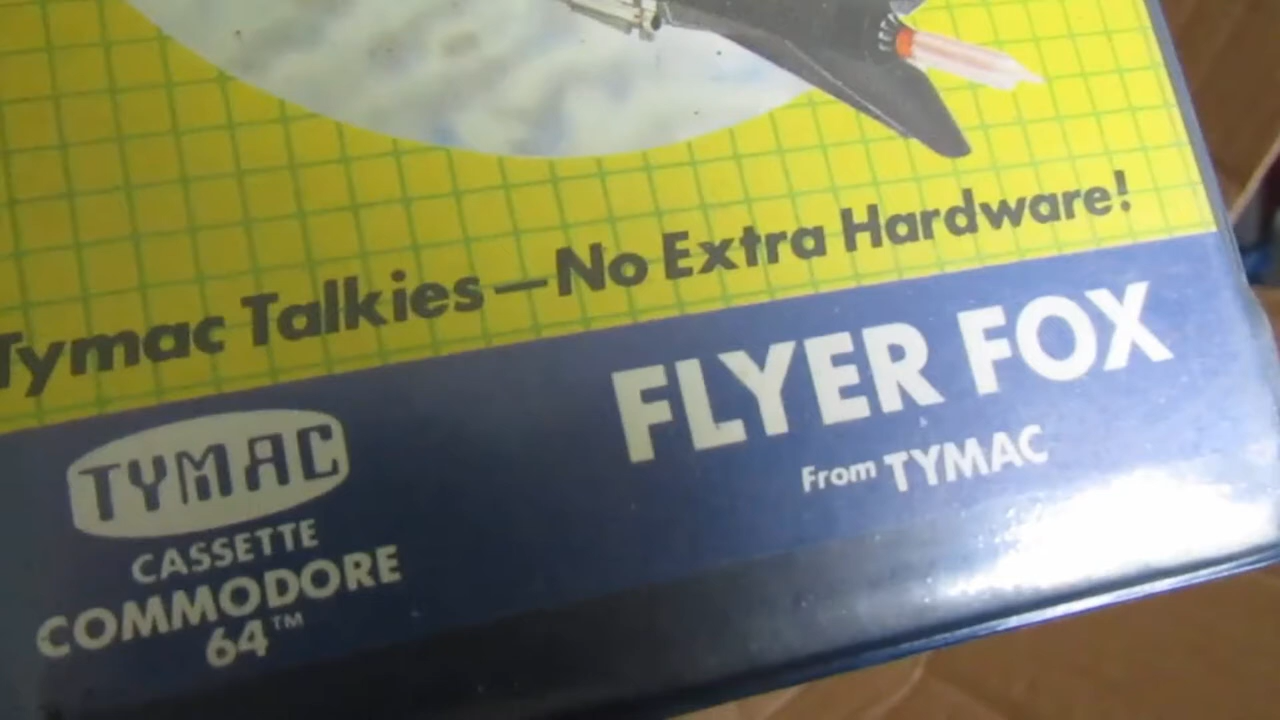 Tymac Talkies—No Extra Hardware!
FLYER FOX
From TYMAC
TYMAC
CASSETTE
COMMODORE
64™